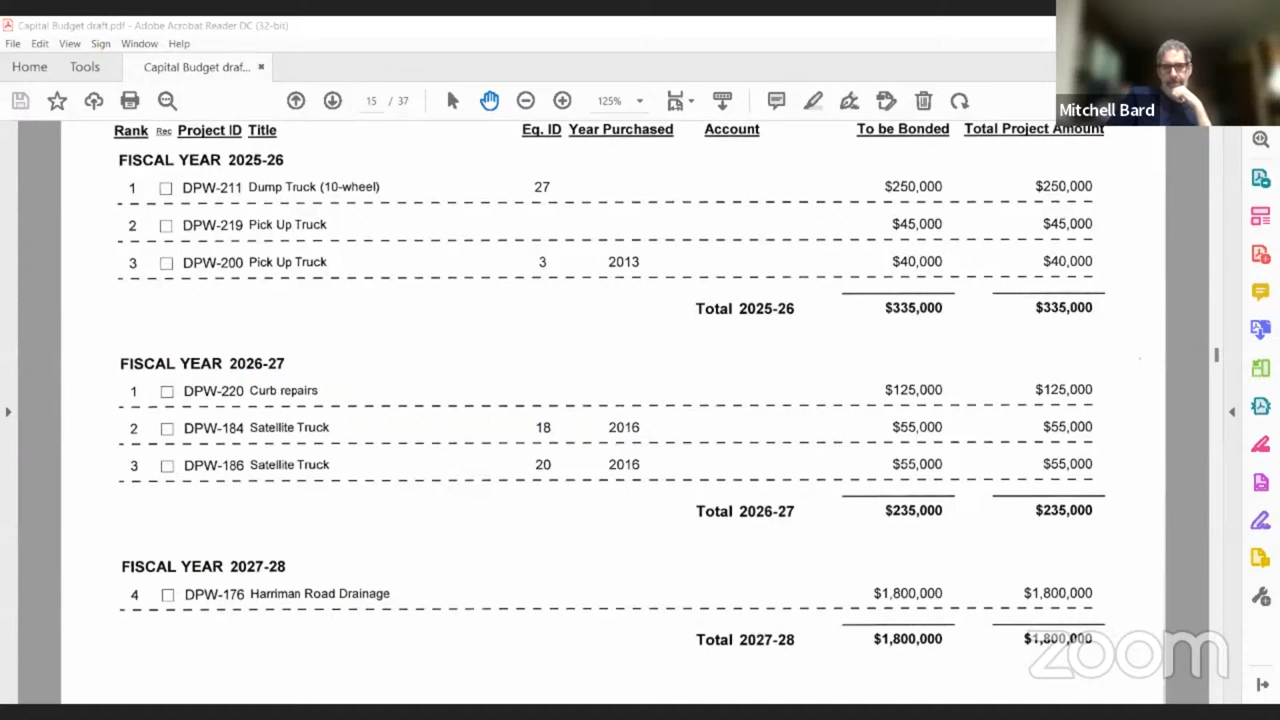 Capital Budget draft.pdf - Adobe Acrobat Reader DC (32-bit)
File Edit View Sign Window Help
Home Tools Capital Budget draf... ×
15 / 37 125%
Mitchell Bard
Rank Rec Project ID Title Eq. ID Year Purchased Account To be Bonded Total Project Amount
FISCAL YEAR 2025-26
1 DPW-211 Dump Truck (10-wheel) 27 $250,000 $250,000
2 DPW-219 Pick Up Truck $45,000 $45,000
3 DPW-200 Pick Up Truck 3 2013 $40,000 $40,000
Total 2025-26 $335,000 $335,000
FISCAL YEAR 2026-27
1 DPW-220 Curb repairs $125,000 $125,000
2 DPW-184 Satellite Truck 18 2016 $55,000 $55,000
3 DPW-186 Satellite Truck 20 2016 $55,000 $55,000
Total 2026-27 $235,000 $235,000
FISCAL YEAR 2027-28
4 DPW-176 Harriman Road Drainage $1,800,000 $1,800,000
Total 2027-28 $1,800,000 $1,800,000
zoom